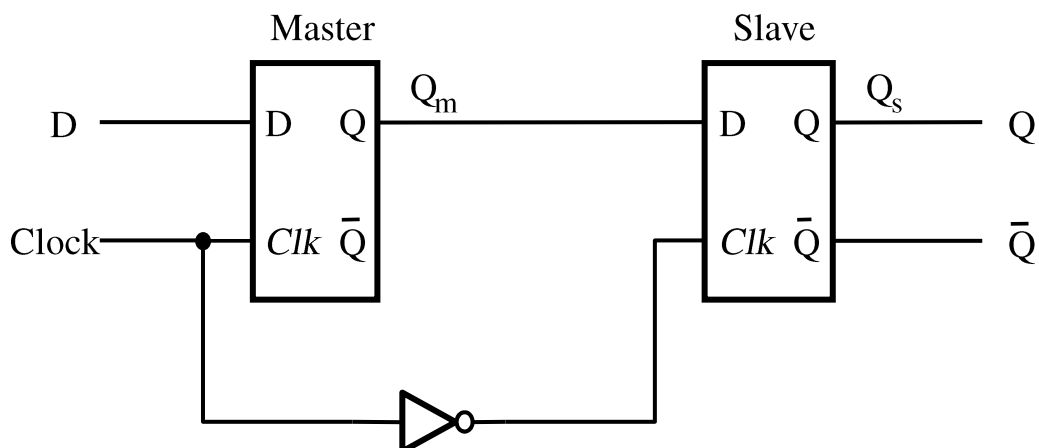 Master Slave
Q_m Q_s
D D Q D Q Q
Clock Clk Q̄ Clk Q̄ Q̄